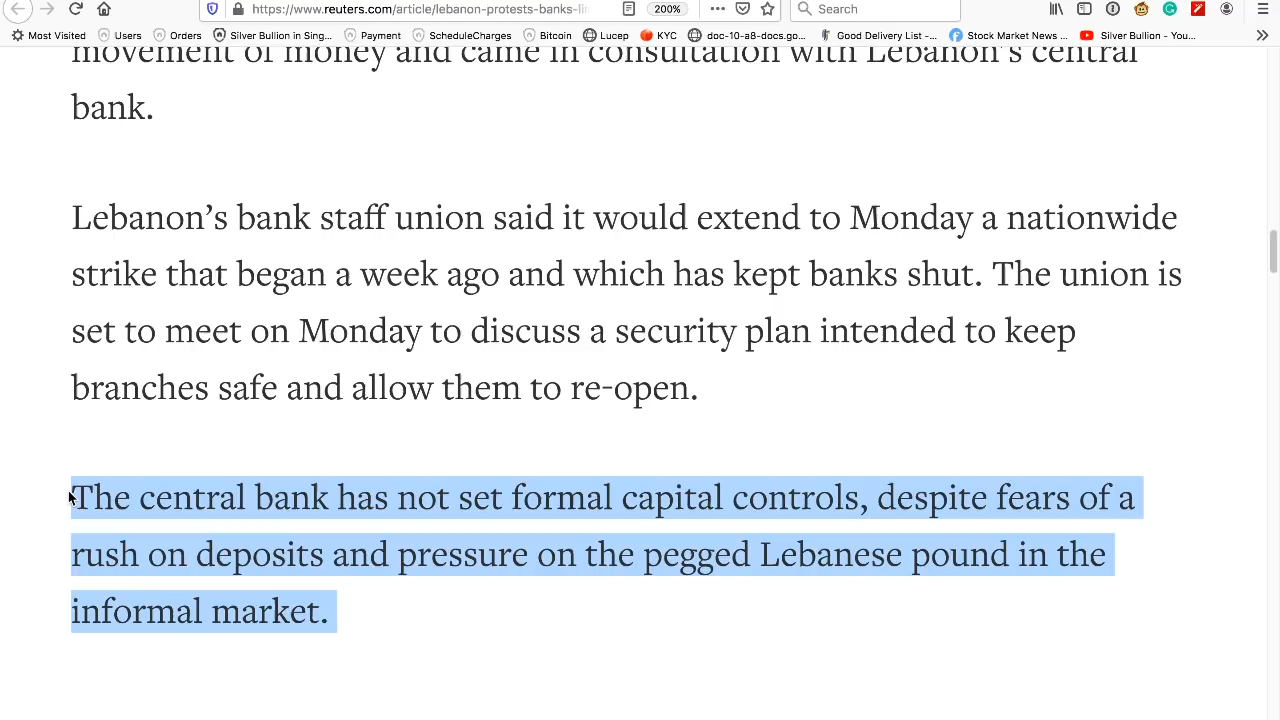 https://www.reuters.com/article/lebanon-protests-banks-li
200%
Search
Most Visited Users Orders Silver Bullion in Sing... Payment ScheduleCharges Bitcoin Lucep KYC doc-10-a8-docs.go... Good Delivery List -... Stock Market News ... Silver Bullion - You...
movement of money and came in consultation with Lebanon’s central
bank.
Lebanon’s bank staff union said it would extend to Monday a nationwide
strike that began a week ago and which has kept banks shut. The union is
set to meet on Monday to discuss a security plan intended to keep
branches safe and allow them to re-open.
The central bank has not set formal capital controls, despite fears of a
rush on deposits and pressure on the pegged Lebanese pound in the
informal market.